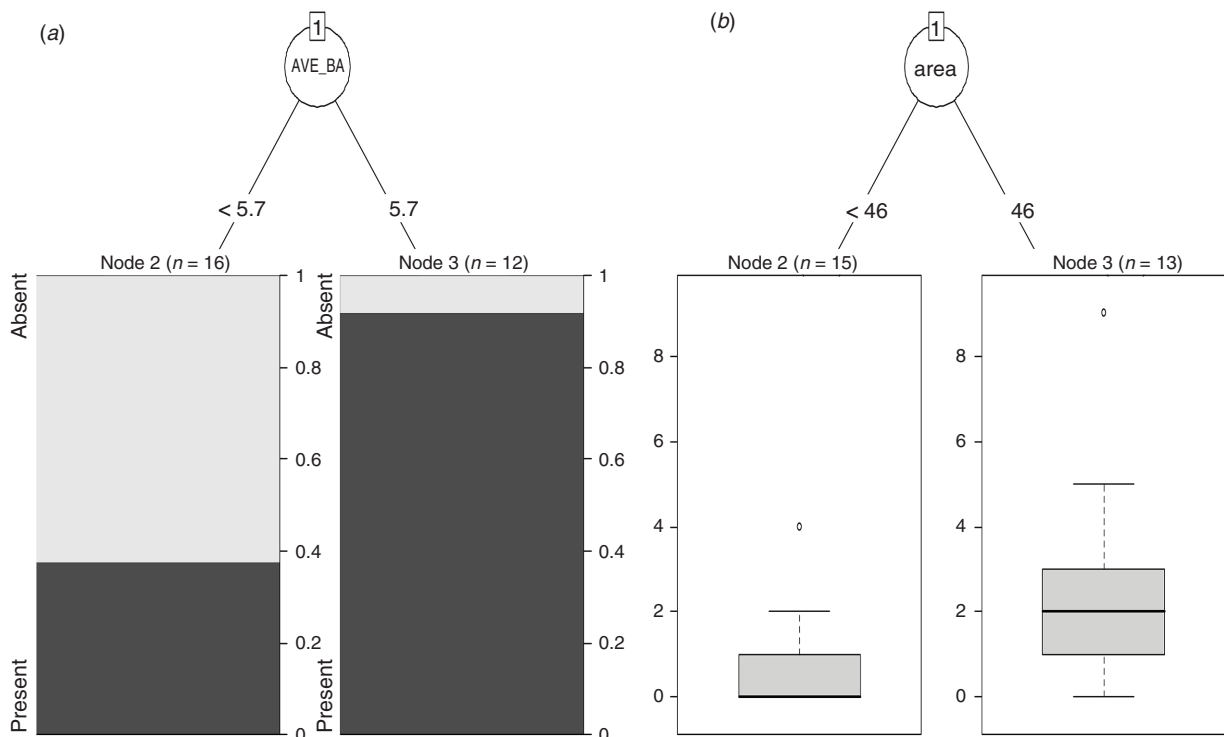 (a)
1
AVE_BA
< 5.7
5.7
Node 2 (n = 16)
Node 3 (n = 12)
Absent
Present
1
0.8
0.6
0.4
0.2
0
Absent
Present
1
0.8
0.6
0.4
0.2
0
(b)
1
area
< 46
46
Node 2 (n = 15)
Node 3 (n = 13)
8
6
4
2
0
8
6
4
2
0